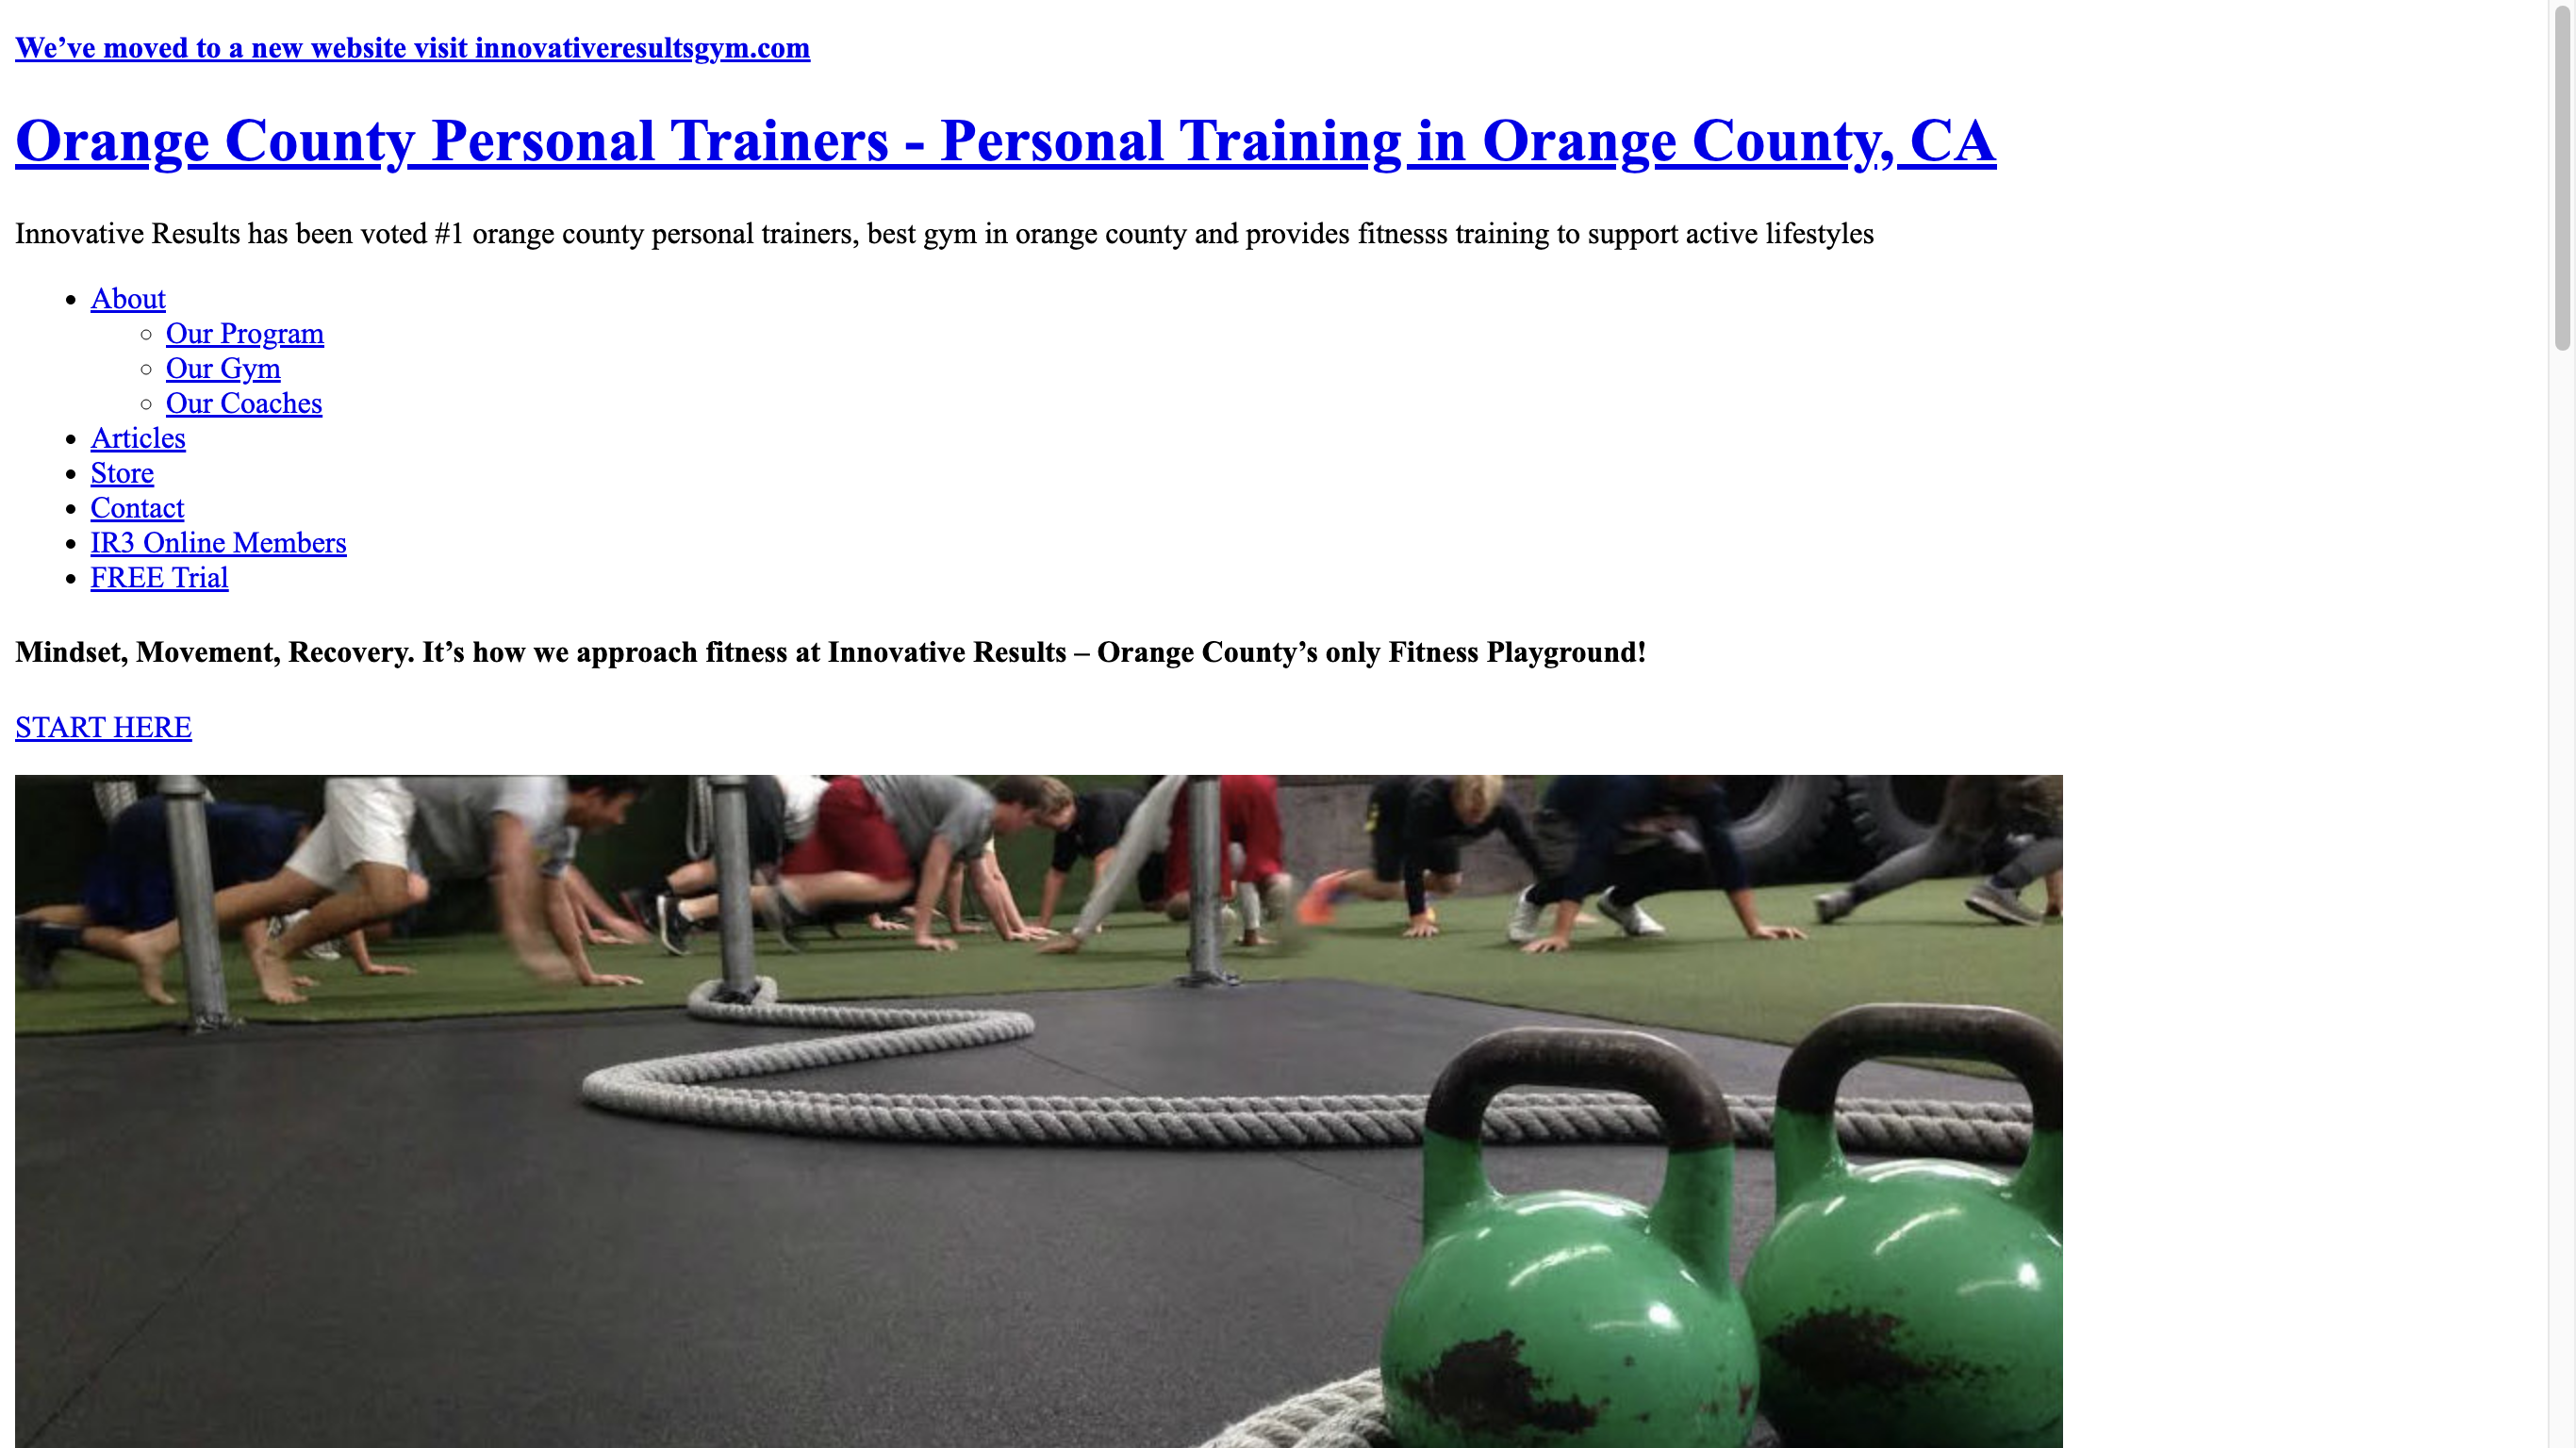 We’ve moved to a new website visit innovativeresultsgym.com
Orange County Personal Trainers - Personal Training in Orange County, CA
Innovative Results has been voted #1 orange county personal trainers, best gym in orange county and provides fitnesss training to support active lifestyles
About
Our Program
Our Gym
Our Coaches
Articles
Store
Contact
IR3 Online Members
FREE Trial
Mindset, Movement, Recovery. It’s how we approach fitness at Innovative Results – Orange County’s only Fitness Playground!
START HERE